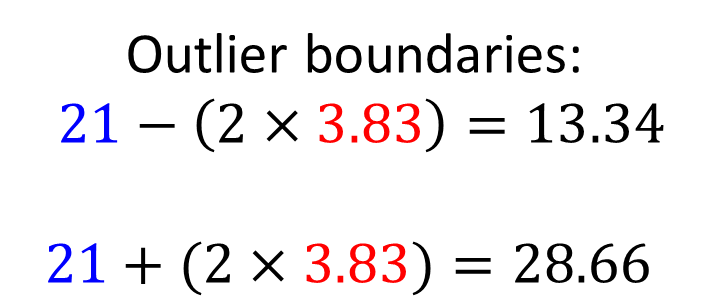 Outlier boundaries:
21 − (2 × 3.83) = 13.34
21 + (2 × 3.83) = 28.66